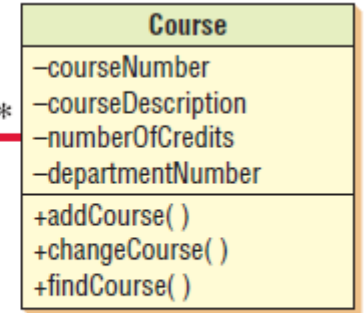 Course
–courseNumber
*
–courseDescription
–numberOfCredits
–departmentNumber
+addCourse( )
+changeCourse( )
+findCourse( )